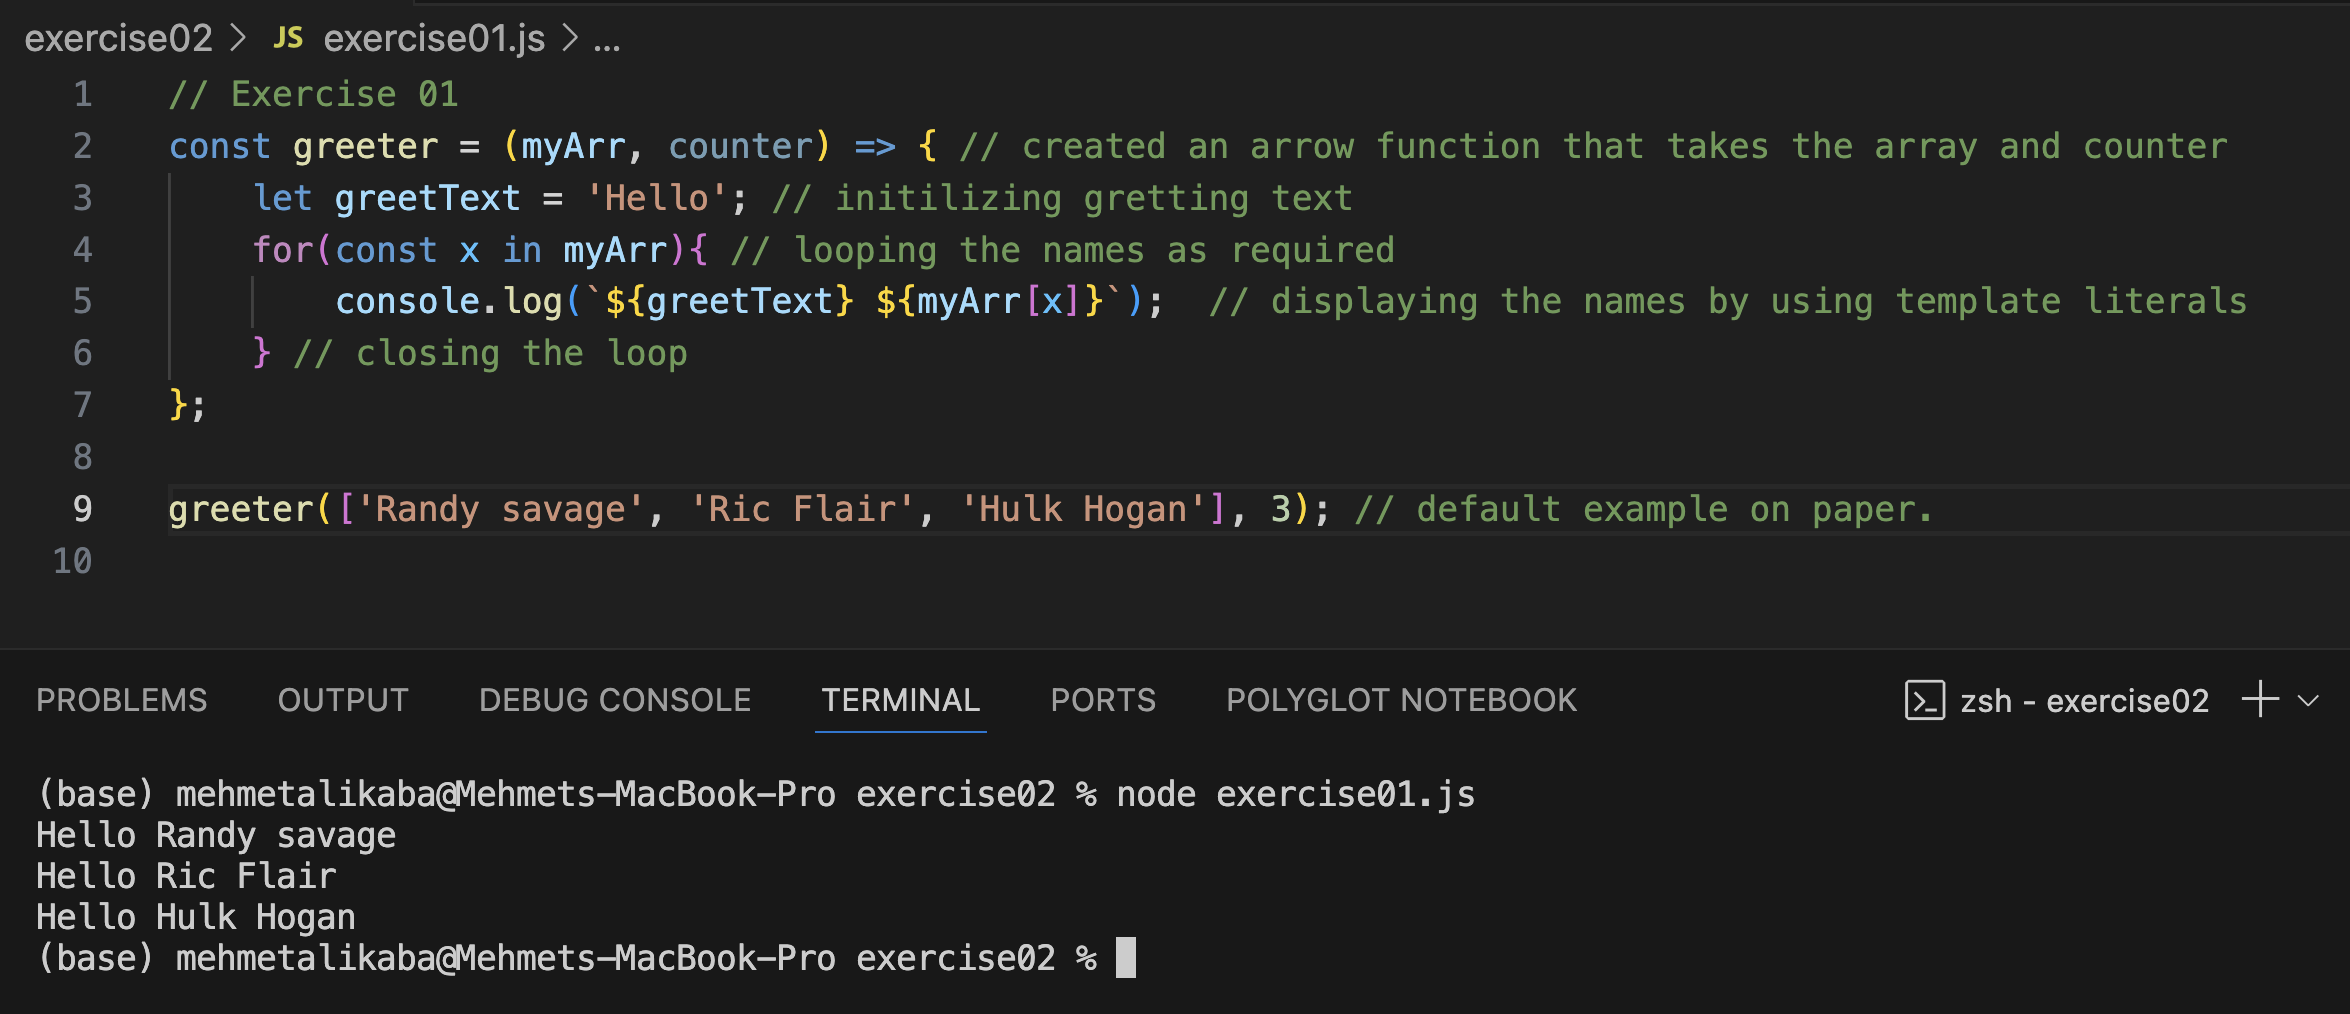 exercise02 > JS exercise01.js > ...
1 // Exercise 01
2 const greeter = (myArr, counter) => { // created an arrow function that takes the array and counter
3     let greetText = 'Hello'; // initilizing gretting text
4     for(const x in myArr){ // looping the names as required
5         console.log(`${greetText} ${myArr[x]}`);  // displaying the names by using template literals
6     } // closing the loop
7 };
8
9 greeter(['Randy savage', 'Ric Flair', 'Hulk Hogan'], 3); // default example on paper.
10
PROBLEMS OUTPUT DEBUG CONSOLE TERMINAL PORTS POLYGLOT NOTEBOOK zsh - exercise02
(base) mehmetalikaba@Mehmets-MacBook-Pro exercise02 % node exercise01.js
Hello Randy savage
Hello Ric Flair
Hello Hulk Hogan
(base) mehmetalikaba@Mehmets-MacBook-Pro exercise02 %